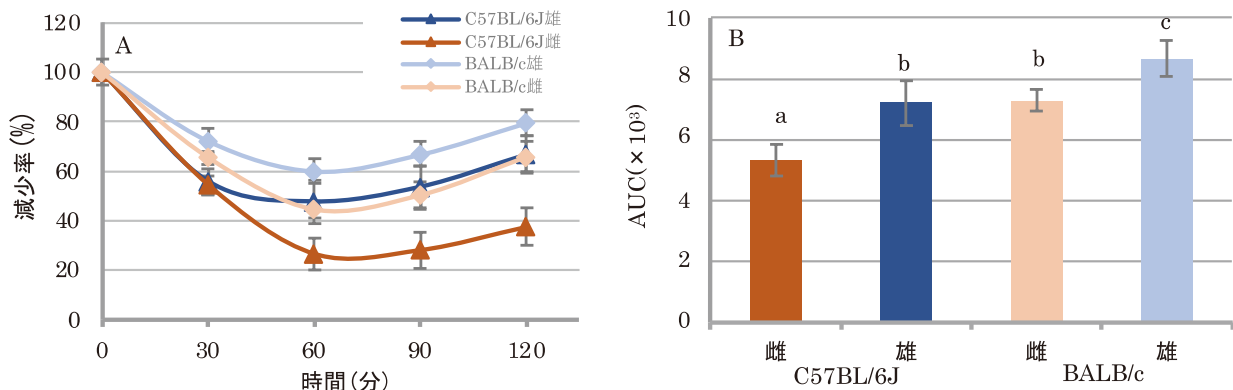 A
C57BL/6J雄
C57BL/6J雌
BALB/c雄
BALB/c雌
減少率(%)
120
100
80
60
40
20
0
0 30 60 90 120
時間(分)
B
AUC(×10³)
10
8
6
4
2
0
a
b
b
c
雌 雄 雌 雄
C57BL/6J BALB/c